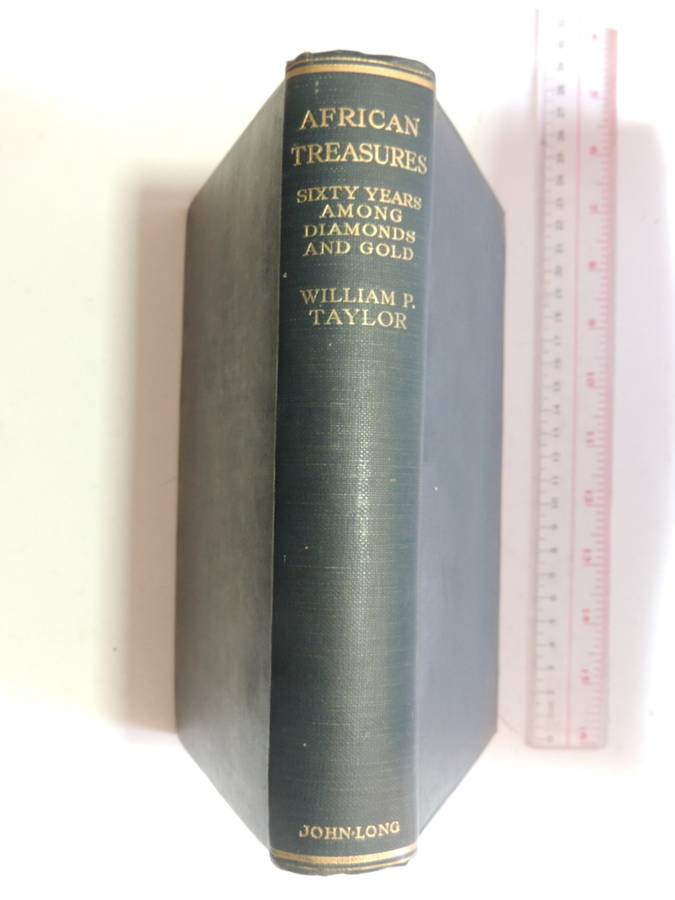 AFRICAN
TREASURES
SIXTY YEARS
AMONG
DIAMONDS
AND GOLD
WILLIAM P.
TAYLOR
JOHN·LONG